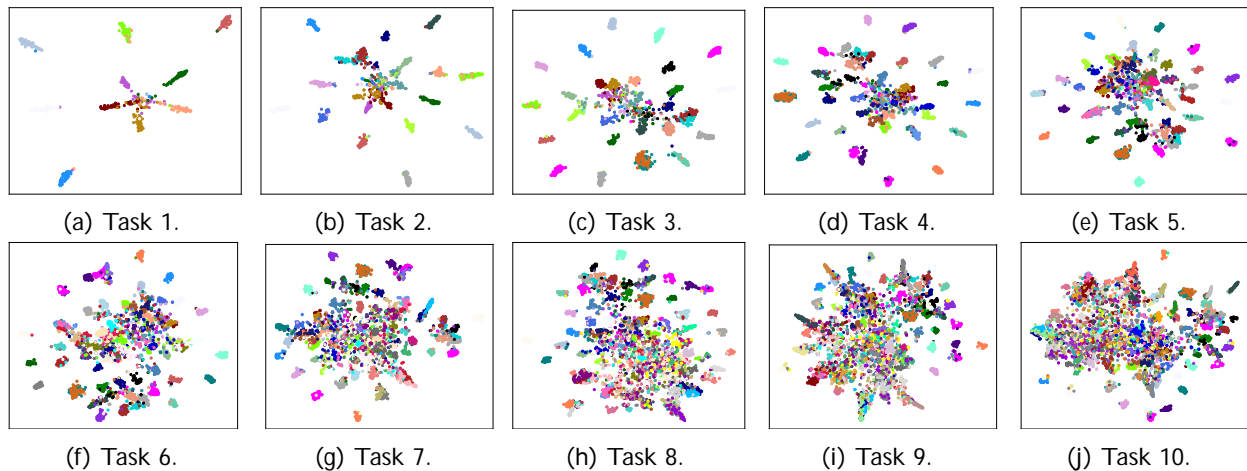 (a) Task 1.
(b) Task 2.
(c) Task 3.
(d) Task 4.
(e) Task 5.
(f) Task 6.
(g) Task 7.
(h) Task 8.
(i) Task 9.
(j) Task 10.